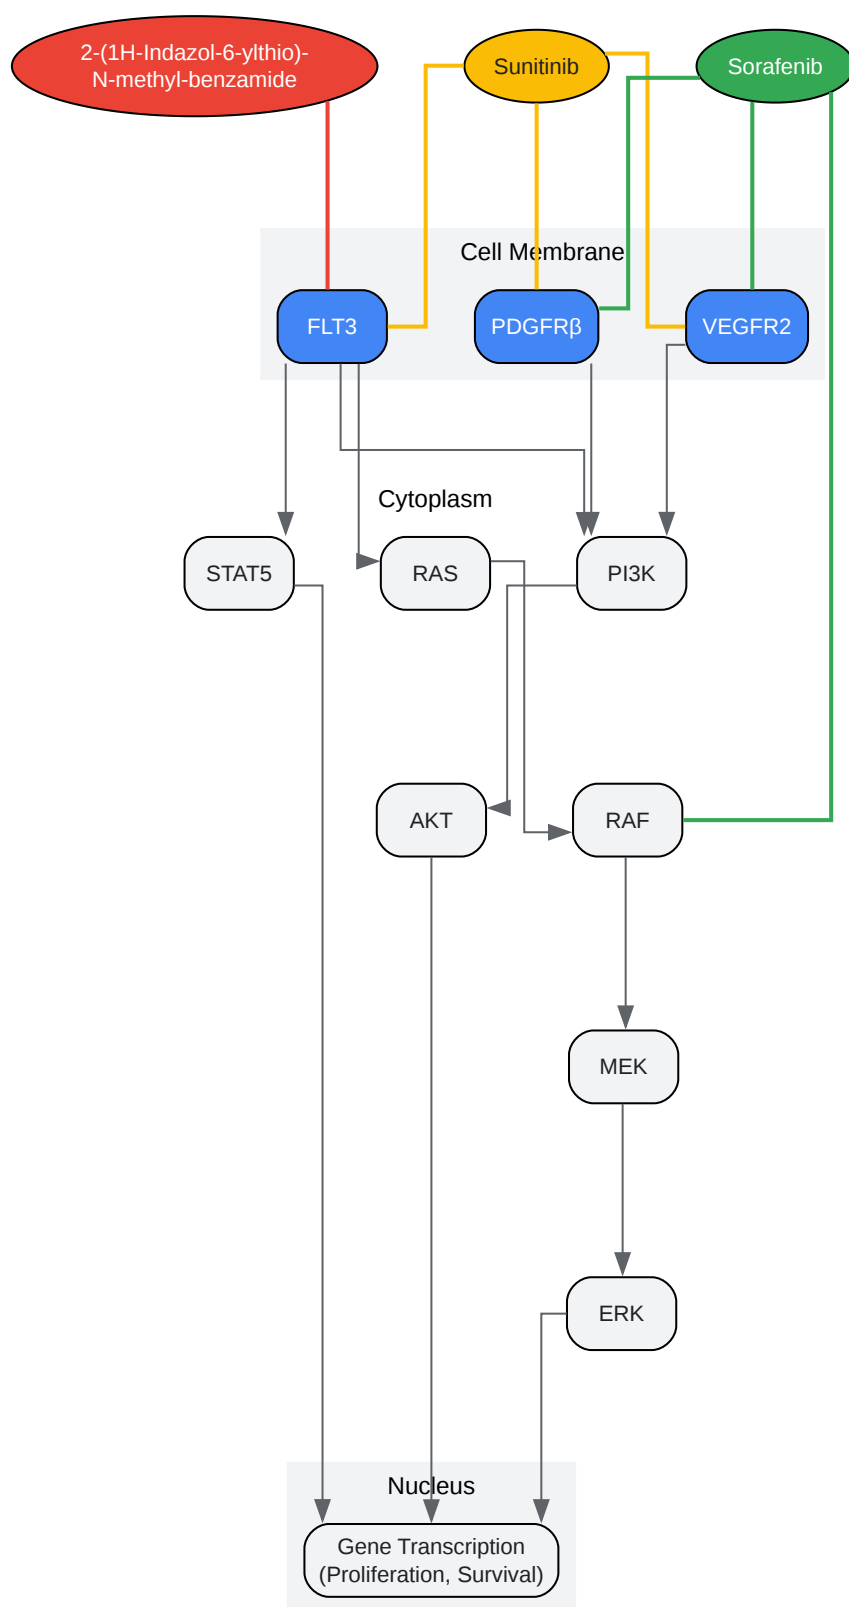 2-(1H-Indazol-6-ylthio)-
N-methyl-benzamide
Sunitinib
Sorafenib
Cell Membrane
FLT3
PDGFRβ
VEGFR2
Cytoplasm
STAT5
RAS
PI3K
AKT
RAF
MEK
ERK
Nucleus
Gene Transcription
(Proliferation, Survival)